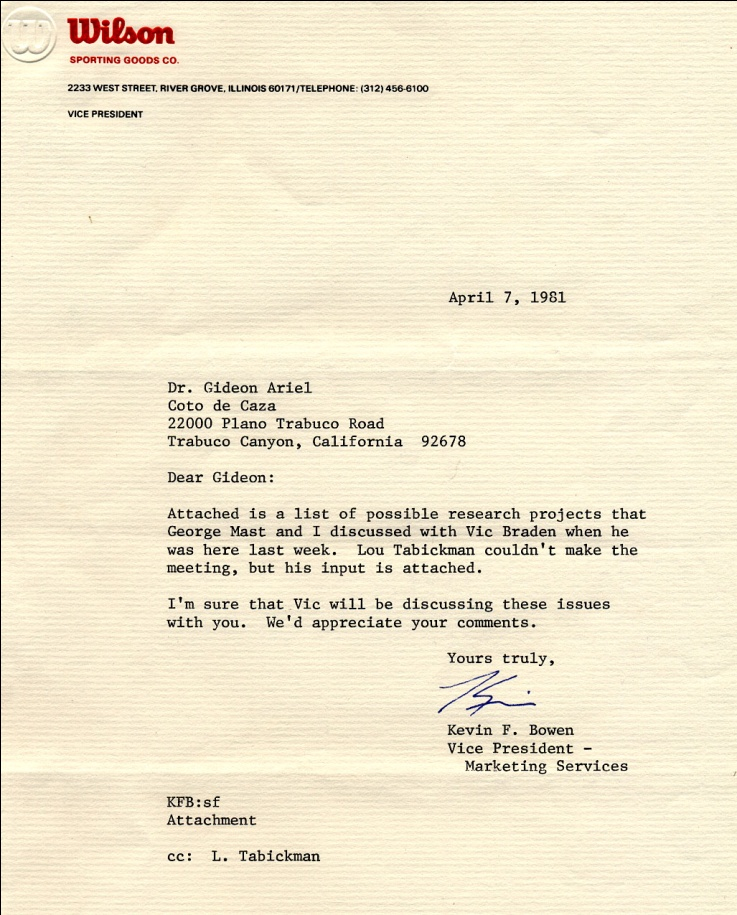 Wilson
SPORTING GOODS CO.
2233 WEST STREET, RIVER GROVE, ILLINOIS 60171/TELEPHONE: (312) 456-6100
VICE PRESIDENT
April 7, 1981
Dr. Gideon Ariel
Coto de Caza
22000 Plano Trabuco Road
Trabuco Canyon, California 92678
Dear Gideon:
Attached is a list of possible research projects that
George Mast and I discussed with Vic Braden when he
was here last week. Lou Tabickman couldn't make the
meeting, but his input is attached.
I'm sure that Vic will be discussing these issues
with you. We'd appreciate your comments.
Yours truly,
Kevin F. Bowen
Vice President -
Marketing Services
KFB:sf
Attachment
cc: L. Tabickman